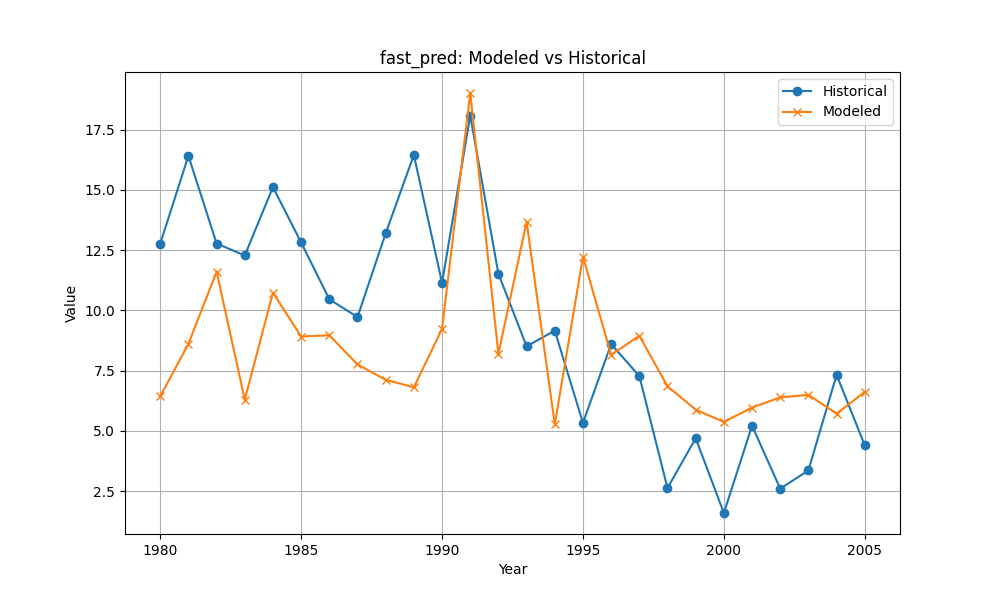 fast_pred: Modeled vs Historical
Historical
Modeled
17.5
15.0
12.5
10.0
7.5
5.0
2.5
Value
1980
1985
1990
1995
2000
2005
Year